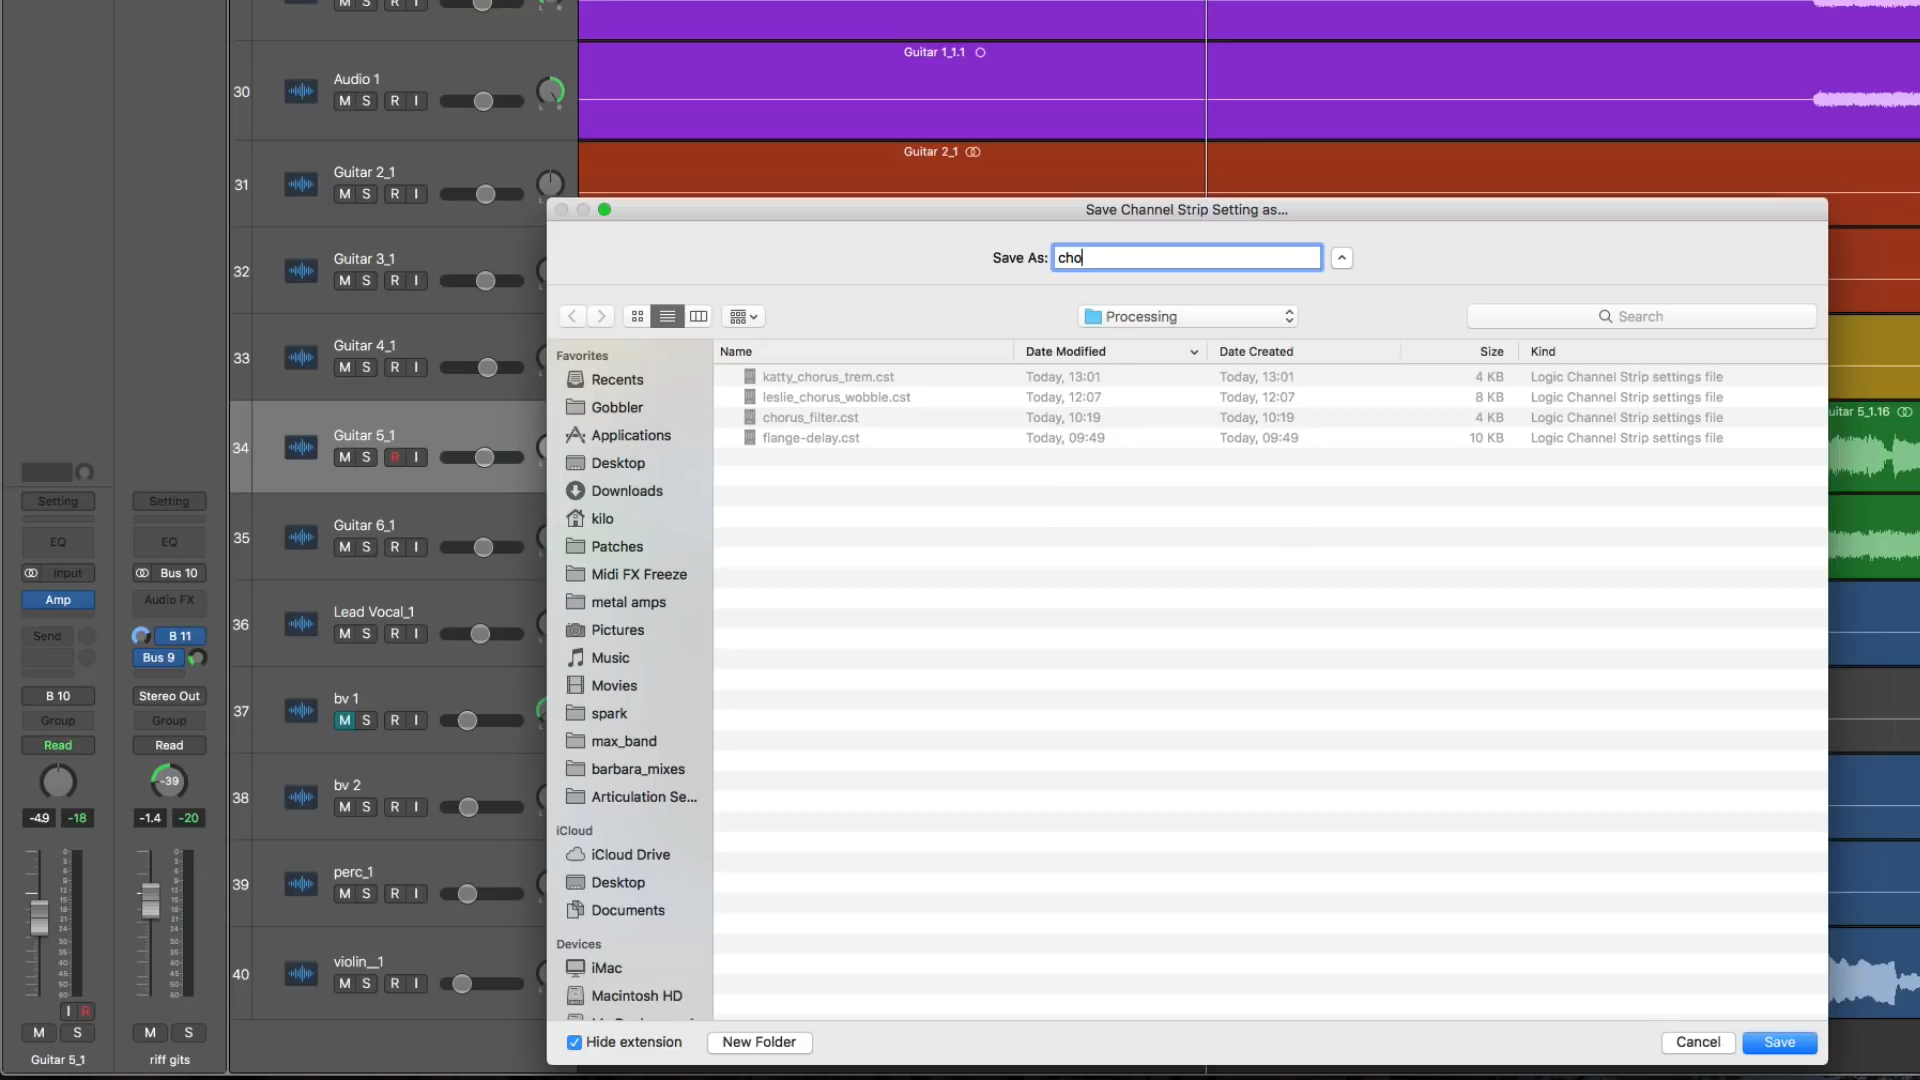 M S R I
Guitar 1_1.1
30
Audio 1
M S R I
L R
Guitar 2_1
31
Guitar 2_1
M S R I
32
Guitar 3_1
M S R I
33
Guitar 4_1
M S R I
34
Guitar 5_1
M S R I
35
Guitar 6_1
M S R I
36
Lead Vocal_1
M S R I
37
bv 1
M S R I
38
bv 2
M S R I
39
perc_1
M S R I
40
violin__1
M S R I
Setting Setting
EQ EQ
Input Bus 10
Amp Audio FX
Send B 11
Bus 9
B 10 Stereo Out
Group Group
Read Read
-39
-4.9 -18 -1.4 -20
I R
M S M S
Guitar 5_1 riff gits
Save Channel Strip Setting as...
Save As: cho
Processing
Search
Name Date Modified Date Created Size Kind
katty_chorus_trem.cst Today, 13:01 Today, 13:01 4 KB Logic Channel Strip settings file
leslie_chorus_wobble.cst Today, 12:07 Today, 12:07 8 KB Logic Channel Strip settings file
chorus_filter.cst Today, 10:19 Today, 10:19 4 KB Logic Channel Strip settings file
flange-delay.cst Today, 09:49 Today, 09:49 10 KB Logic Channel Strip settings file
Favorites
Recents
Gobbler
Applications
Desktop
Downloads
kilo
Patches
Midi FX Freeze
metal amps
Pictures
Music
Movies
spark
max_band
barbara_mixes
Articulation Se...
iCloud
iCloud Drive
Desktop
Documents
Devices
iMac
Macintosh HD
Hide extension
New Folder
Cancel
Save
uitar 5_1.16